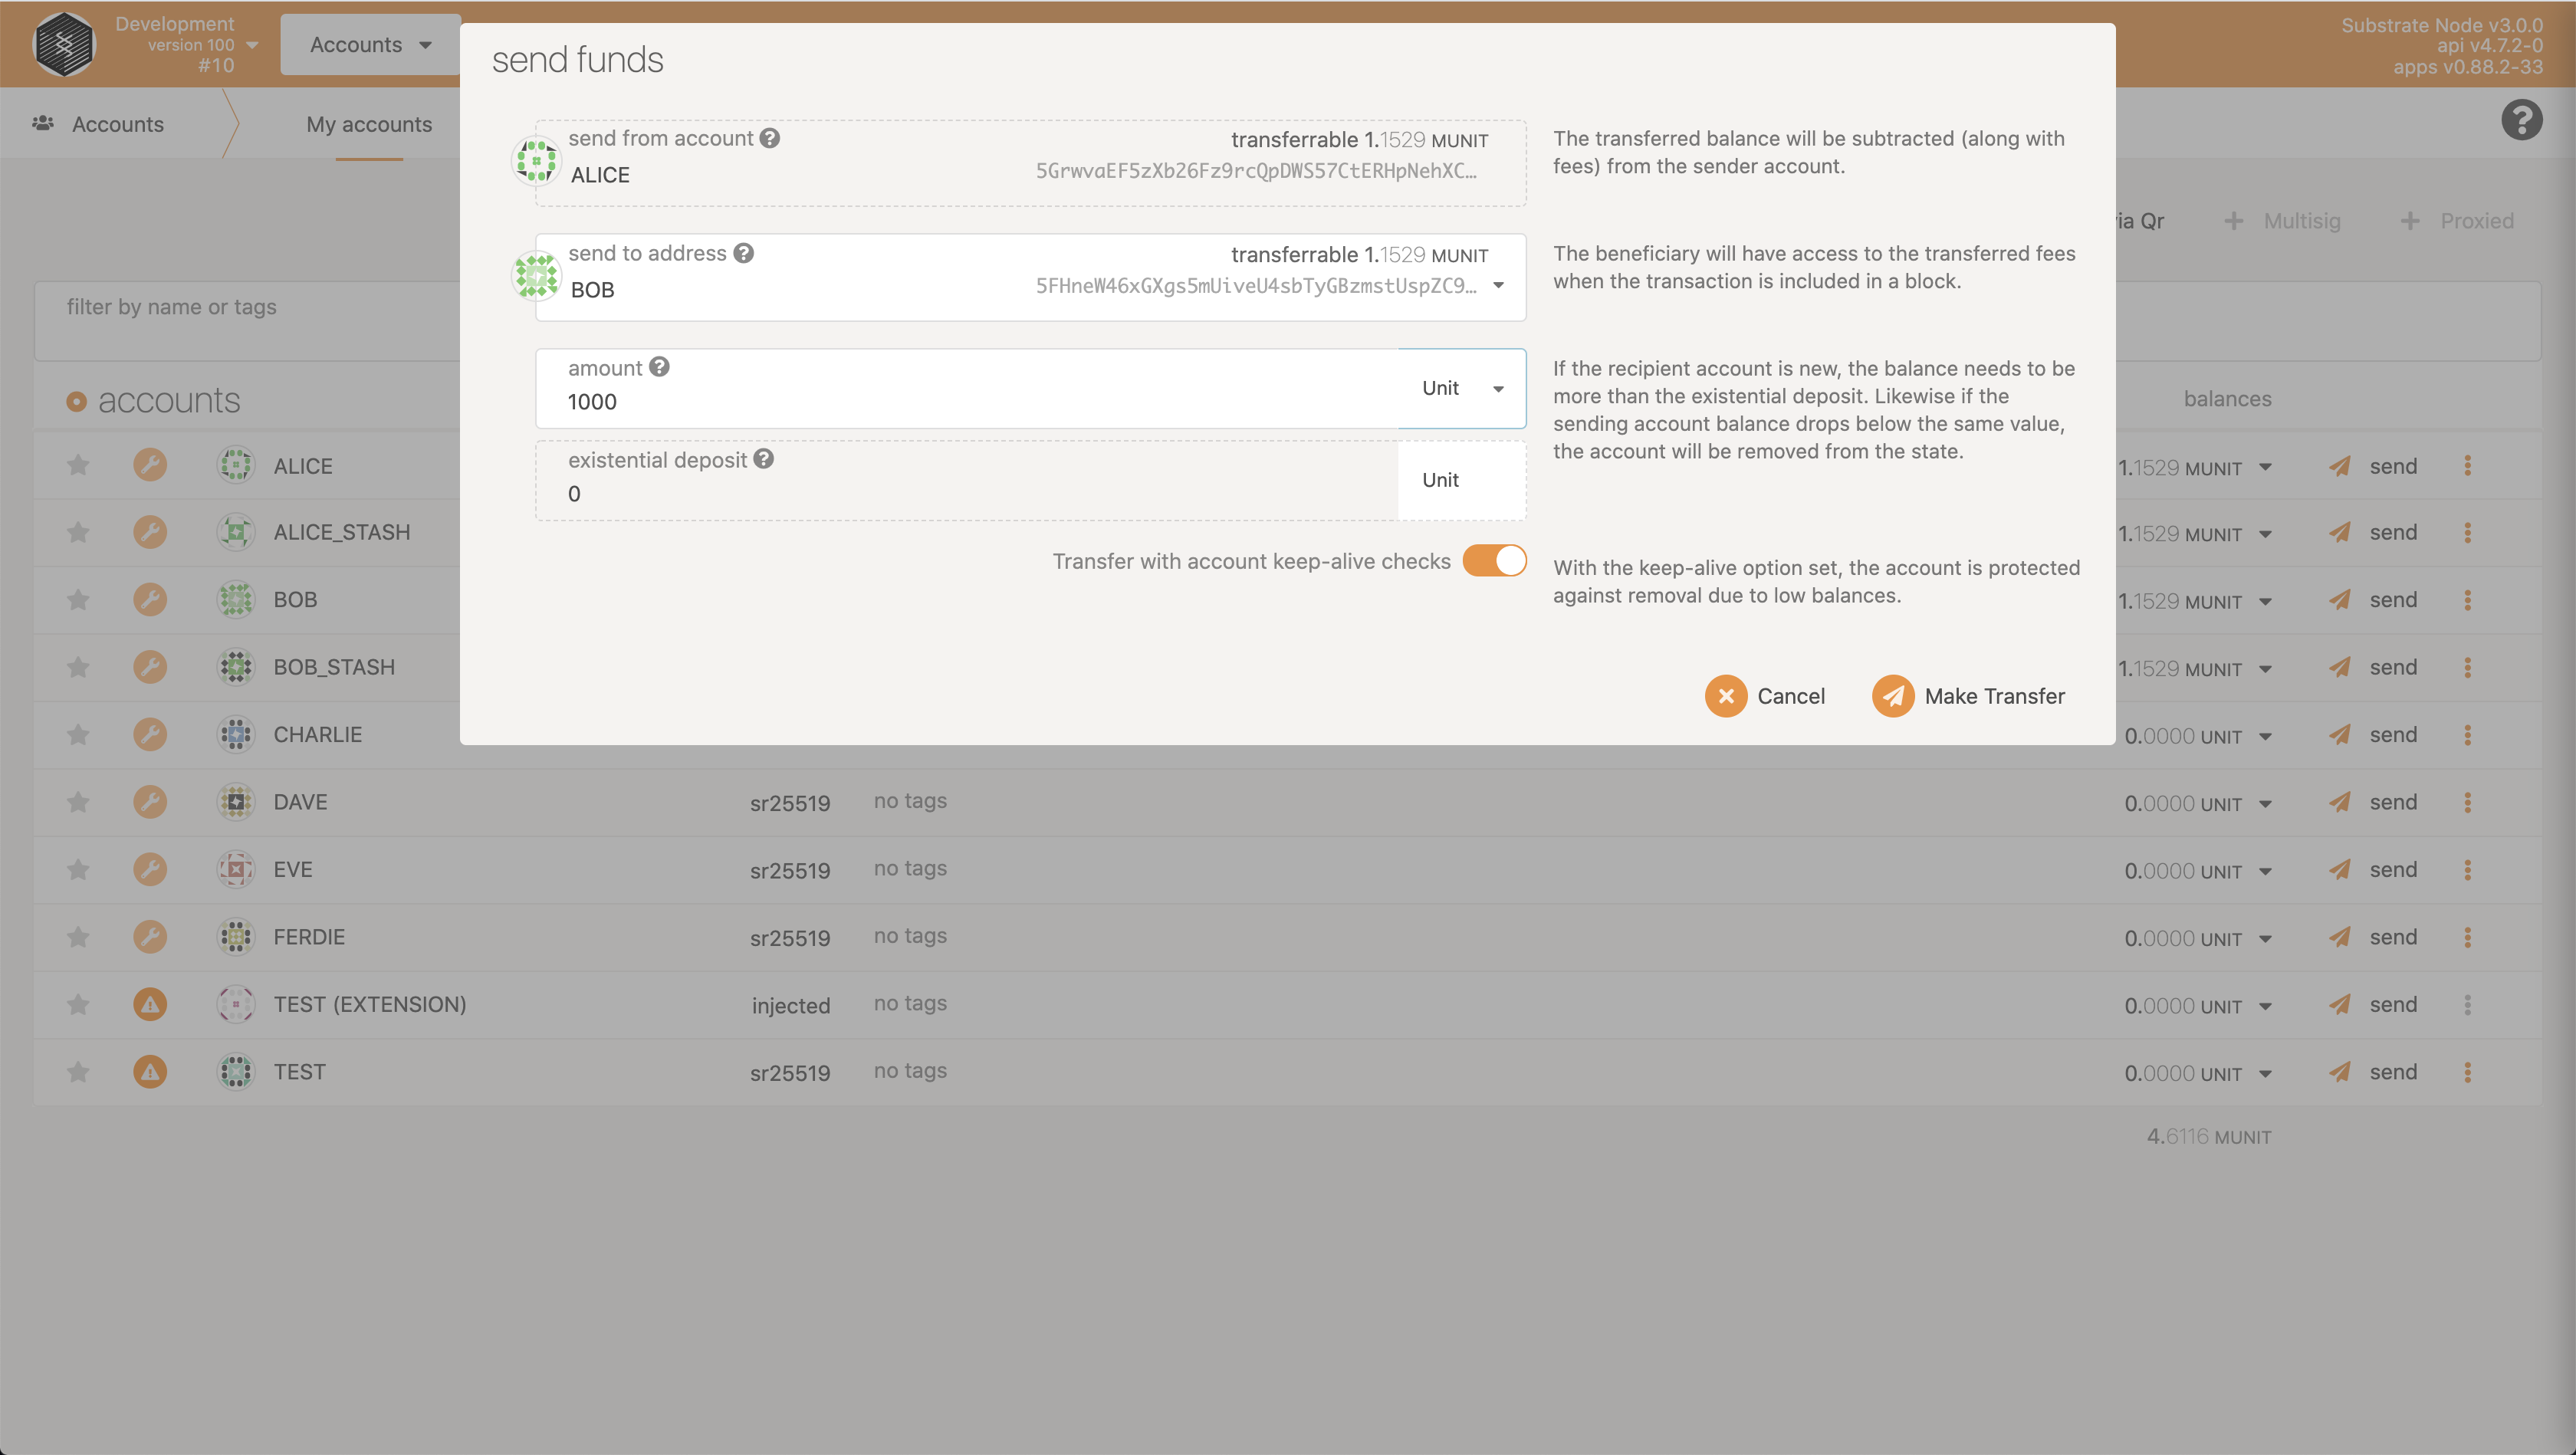 Development
version 100
#10
Accounts
Substrate Node v3.0.0
api v4.7.2-0
apps v0.88.2-33
Accounts
My accounts
send funds
send from account
transferrable 1.1529 MUNIT
ALICE
5GrwvaEF5zXb26Fz9rcQpDWS57CtERHpNehXC…
The transferred balance will be subtracted (along with
fees) from the sender account.
send to address
transferrable 1.1529 MUNIT
BOB
5FHneW46xGXgs5mUiveU4sbTyGBzmstUspZC9…
The beneficiary will have access to the transferred fees
when the transaction is included in a block.
amount
1000
Unit
existential deposit
0
Unit
If the recipient account is new, the balance needs to be
more than the existential deposit. Likewise if the
sending account balance drops below the same value,
the account will be removed from the state.
Transfer with account keep-alive checks
With the keep-alive option set, the account is protected
against removal due to low balances.
Cancel
Make Transfer
ia Qr
Multisig
Proxied
filter by name or tags
accounts
balances
ALICE 1.1529 MUNIT send
ALICE_STASH 1.1529 MUNIT send
BOB 1.1529 MUNIT send
BOB_STASH 1.1529 MUNIT send
CHARLIE 0.0000 UNIT send
DAVE sr25519 no tags 0.0000 UNIT send
EVE sr25519 no tags 0.0000 UNIT send
FERDIE sr25519 no tags 0.0000 UNIT send
TEST (EXTENSION) injected no tags 0.0000 UNIT send
TEST sr25519 no tags 0.0000 UNIT send
4.6116 MUNIT